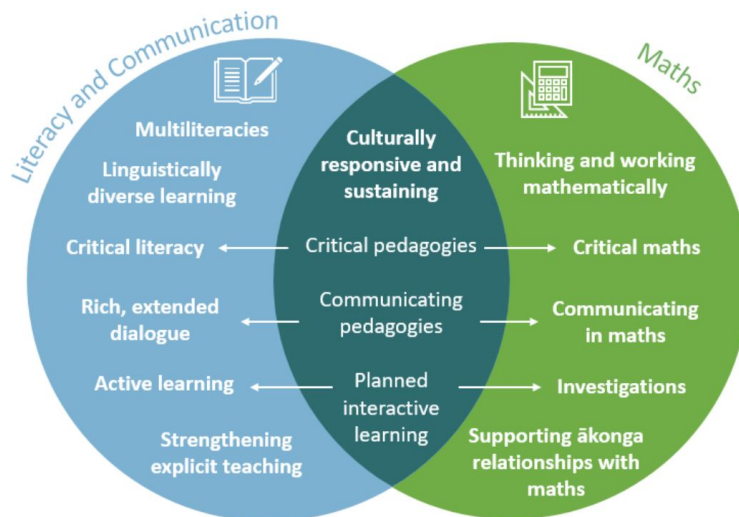 Literacy and Communication
Maths
Multiliteracies
Linguistically
diverse learning
Critical literacy
Rich, extended
dialogue
Active learning
Strengthening
explicit teaching
Culturally
responsive and
sustaining
Critical pedagogies
Communicating
pedagogies
Planned
interactive
learning
Thinking and working
mathematically
Critical maths
Communicating
in maths
Investigations
Supporting ākonga
relationships with
maths